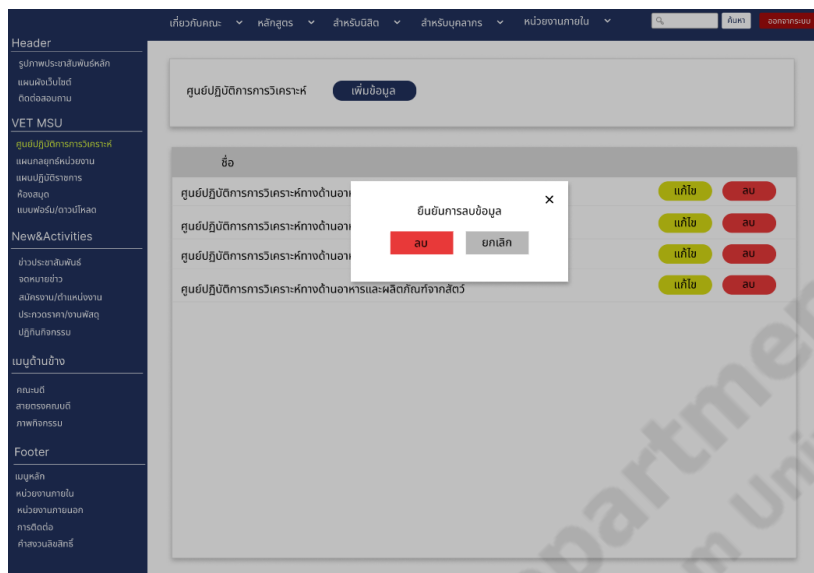 เกี่ยวกับคณะ หลักสูตร สำหรับนิสิต สำหรับบุคลากร หน่วยงานภายใน ค้นหา ออกจากระบบ
Header
รูปภาพประชาสัมพันธ์หลัก
แผนผังเว็บไซต์
ติดต่อสอบถาม
VET MSU
ศูนย์ปฏิบัติการการวิเคราะห์
แผนกลยุทธ์หน่วยงาน
แผนปฏิบัติราชการ
ห้องสมุด
แบบฟอร์ม/ดาวน์โหลด
New&Activities
ข่าวประชาสัมพันธ์
จดหมายข่าว
สมัครงาน/ตำแหน่งงาน
ประกวดราคา/งานพัสดุ
ปฏิทินกิจกรรม
เมนูด้านข้าง
คณะบดี
สายตรงคณบดี
ภาพกิจกรรม
Footer
เมนูหลัก
หน่วยงานภายใน
หน่วยงานภายนอก
การติดต่อ
คำสงวนลิขสิทธิ์
ศูนย์ปฏิบัติการการวิเคราะห์ เพิ่มข้อมูล
ชื่อ
ศูนย์ปฏิบัติการการวิเคราะห์ทางด้านอาห แก้ไข ลบ
ศูนย์ปฏิบัติการการวิเคราะห์ทางด้านอาห แก้ไข ลบ
ศูนย์ปฏิบัติการการวิเคราะห์ทางด้านอาห แก้ไข ลบ
ศูนย์ปฏิบัติการการวิเคราะห์ทางด้านอาหารและผลิตภัณฑ์จากสัตว์ แก้ไข ลบ
ยืนยันการลบข้อมูล
ลบ ยกเลิก